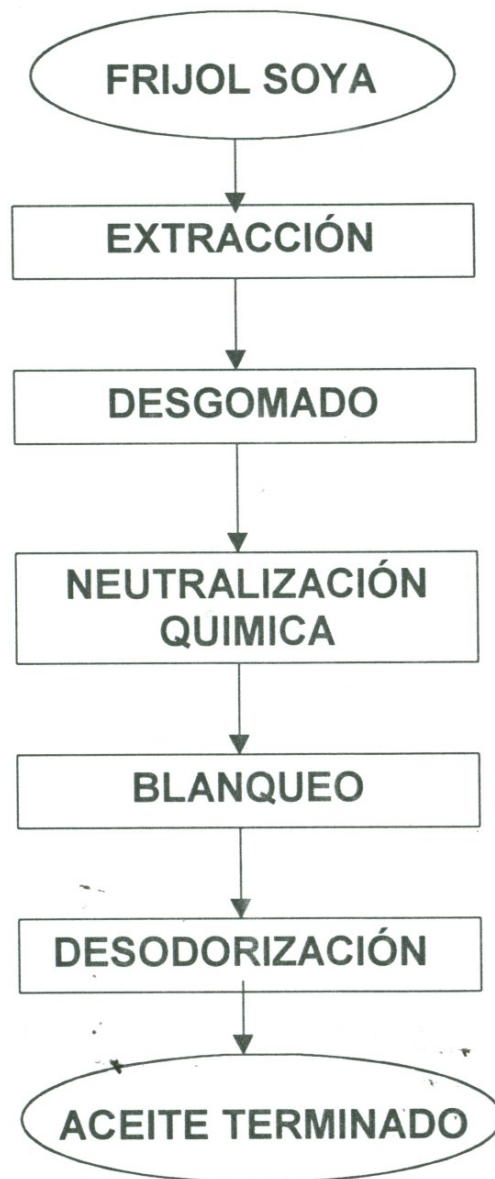 FRIJOL SOYA
EXTRACCIÓN
DESGOMADO
NEUTRALIZACIÓN
QUIMICA
BLANQUEO
DESODORIZACIÓN
ACEITE TERMINADO